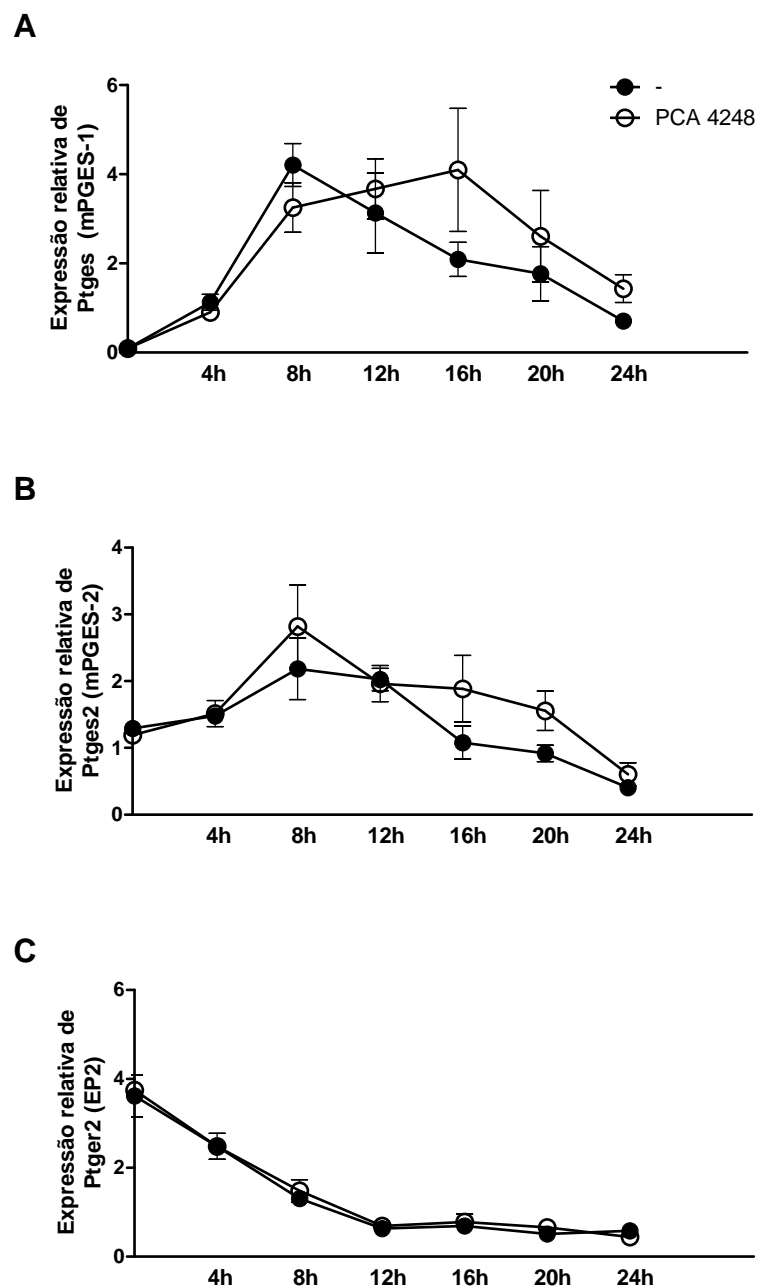 A
Expressão relativa de
Ptges (mPGES-1)
6
4
2
0
-
PCA 4248
4h 8h 12h 16h 20h 24h
B
Expressão relativa de
Ptges2 (mPGES-2)
4
3
2
1
0
4h 8h 12h 16h 20h 24h
C
Expressão relativa de
Ptger2 (EP2)
6
4
2
0
4h 8h 12h 16h 20h 24h